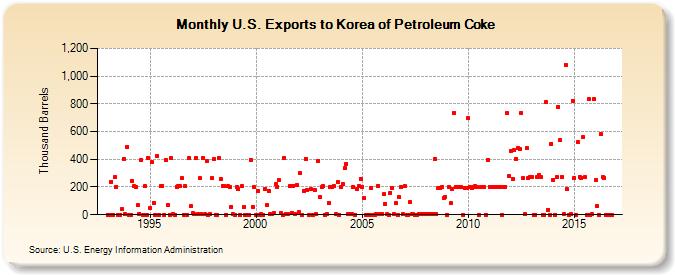 Monthly U.S. Exports to Korea of Petroleum Coke
Thousand Barrels
1,200
1,000
800
600
400
200
0
1995 2000 2005 2010 2015
Source: U.S. Energy Information Administration